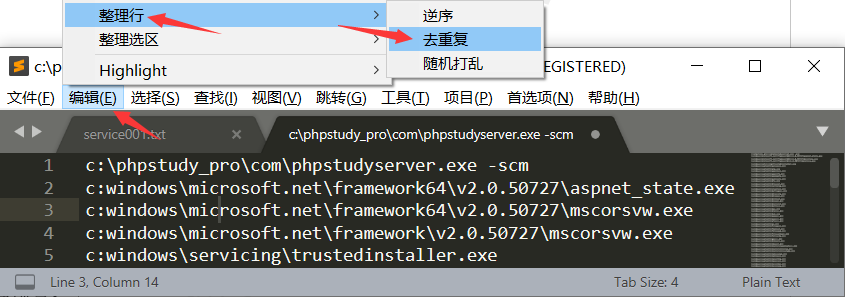 整理行 逆序
整理选区 去重复
Highlight 随机打乱
c:\p EGISTERED)
文件(F) 编辑(E) 选择(S) 查找(I) 视图(V) 跳转(G) 工具(T) 项目(P) 首选项(N) 帮助(H)
service001.txt c:\phpstudy_pro\com\phpstudyserver.exe -scm
1 c:\phpstudy_pro\com\phpstudyserver.exe -scm
2 c:windows\microsoft.net\framework64\v2.0.50727\aspnet_state.exe
3 c:windows\microsoft.net\framework64\v2.0.50727\mscorsvw.exe
4 c:windows\microsoft.net\framework\v2.0.50727\mscorsvw.exe
5 c:windows\servicing\trustedinstaller.exe
Line 3, Column 14 Tab Size: 4 Plain Text